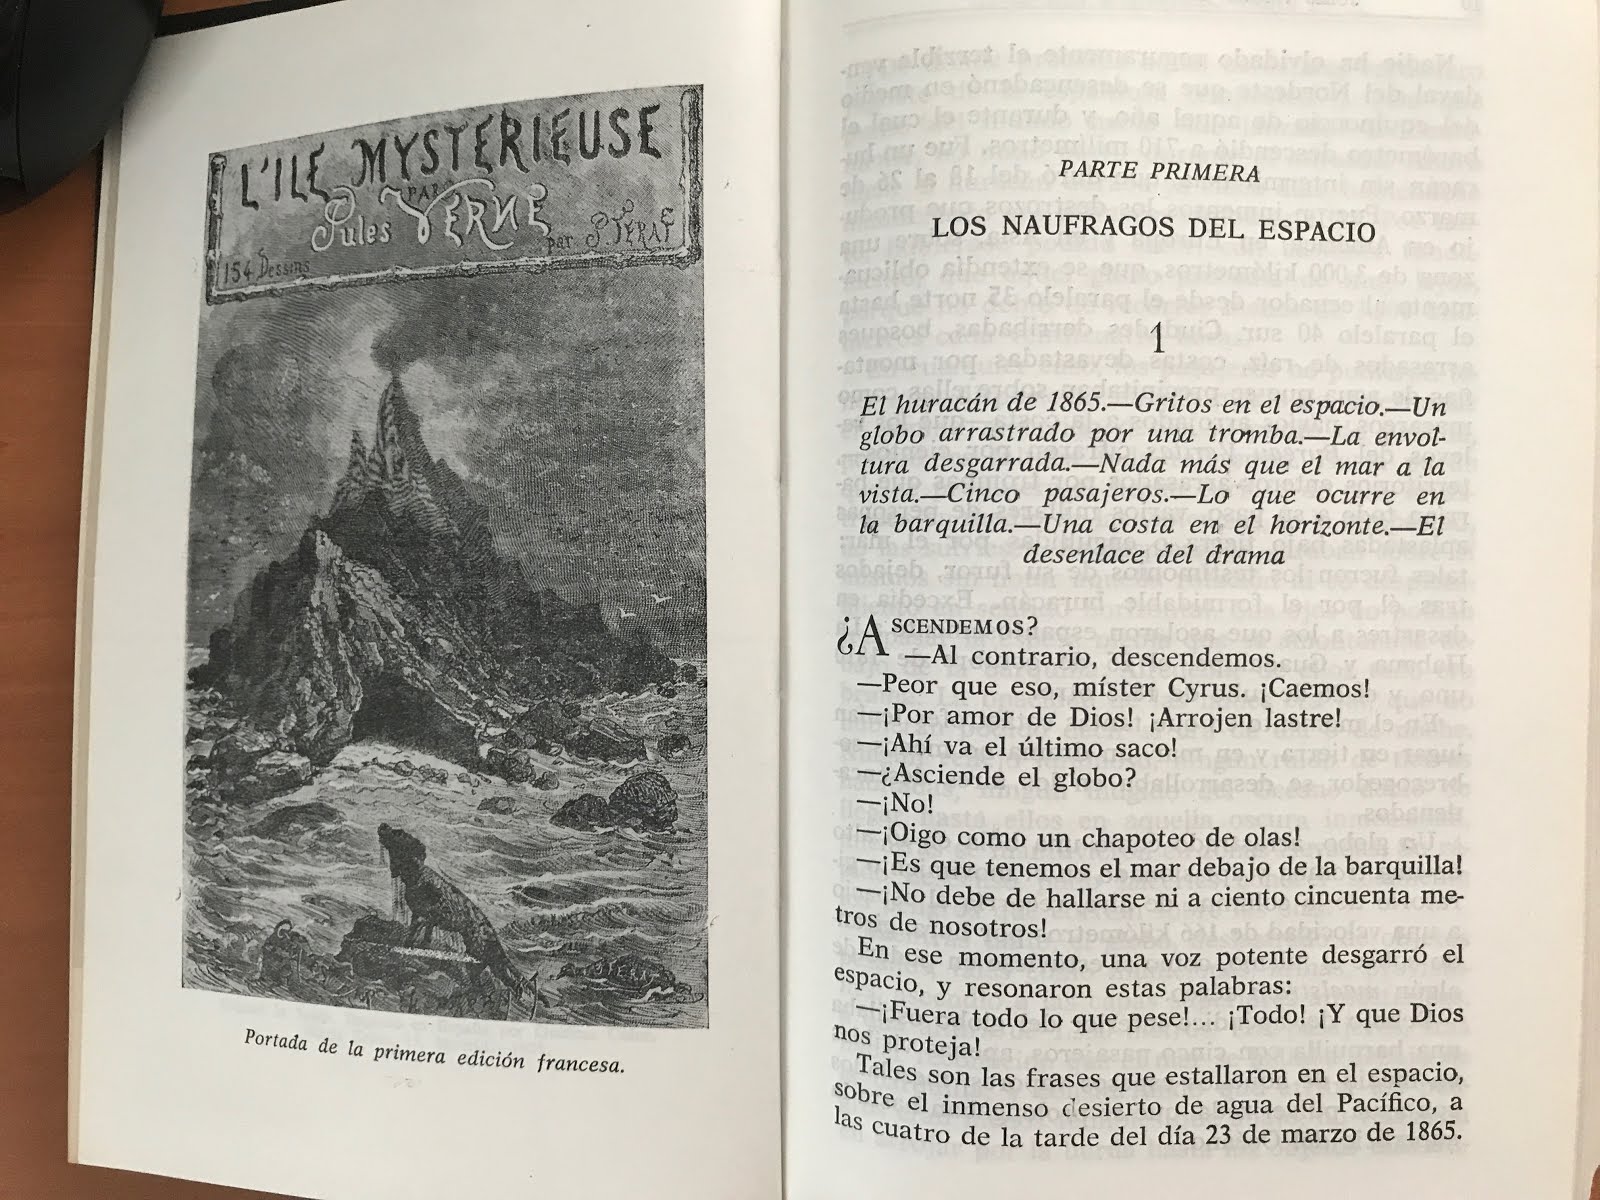 L'ILE MYSTERIEUSE
PAR
Jules VERNE
par P. FERAT
154 Dessins
Portada de la primera edición francesa.
PARTE PRIMERA
LOS NAUFRAGOS DEL ESPACIO
1
El huracán de 1865.—Gritos en el espacio.—Un
globo arrastrado por una tromba.—La envol-
tura desgarrada.—Nada más que el mar a la
vista.—Cinco pasajeros.—Lo que ocurre en
la barquilla.—Una costa en el horizonte.—El
desenlace del drama
¿ASCENDEMOS?
—Al contrario, descendemos.
—Peor que eso, míster Cyrus. ¡Caemos!
—¡Por amor de Dios! ¡Arrojen lastre!
—¡Ahí va el último saco!
—¿Asciende el globo?
—¡No!
—¡Oigo como un chapoteo de olas!
—¡Es que tenemos el mar debajo de la barquilla!
—¡No debe de hallarse ni a ciento cincuenta me-
tros de nosotros!
En ese momento, una voz potente desgarró el
espacio, y resonaron estas palabras:
—¡Fuera todo lo que pese!... ¡Todo! ¡Y que Dios
nos proteja!
Tales son las frases que estallaron en el espacio,
sobre el inmenso desierto de agua del Pacífico, a
las cuatro de la tarde del día 23 de marzo de 1865.